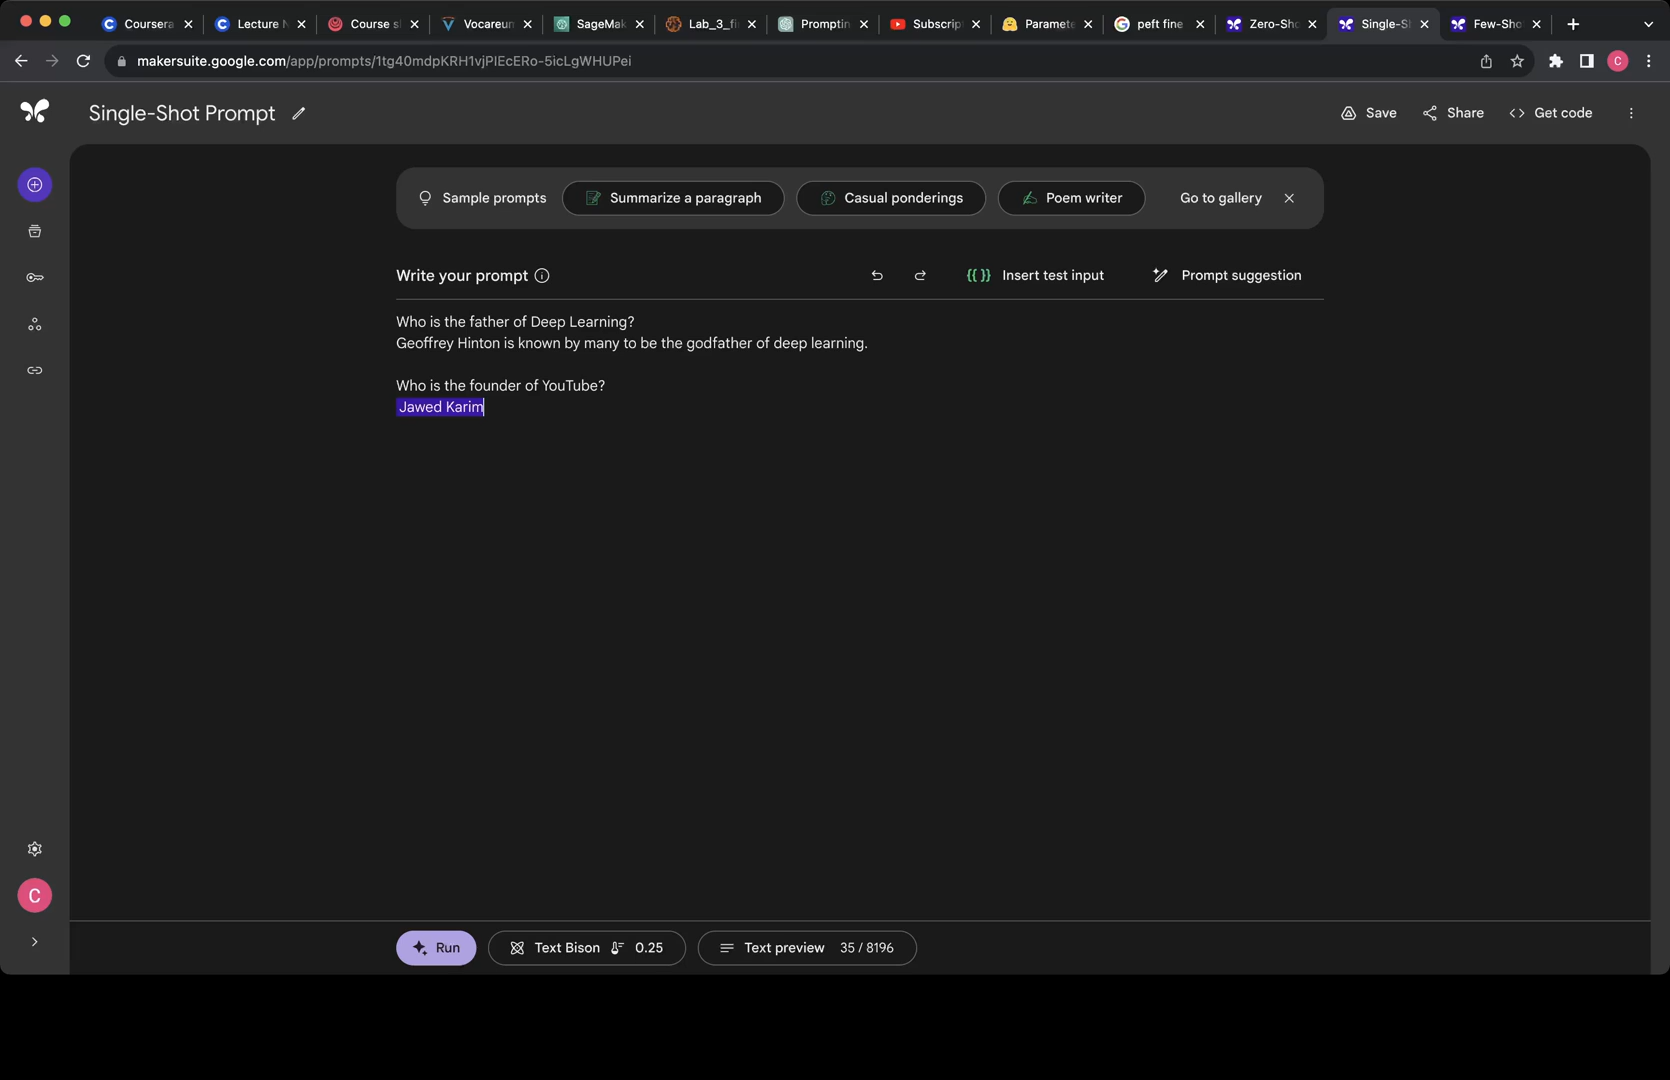 Coursera
Lecture N
Course sl
Vocareum
SageMak
Lab_3_fi
Promptin
Subscript
Paramete
peft fine
Zero-Sho
Single-S
Few-Sho
makersuite.google.com/app/prompts/1tg40mdpKRH1vjPlEcERo-5icLgWHUPei
C
Single-Shot Prompt
Save
Share
Get code
Sample prompts
Summarize a paragraph
Casual ponderings
Poem writer
Go to gallery
Write your prompt
{{ }} Insert test input
Prompt suggestion
Who is the father of Deep Learning?
Geoffrey Hinton is known by many to be the godfather of deep learning.
Who is the founder of YouTube?
Jawed Karim
C
Run
Text Bison 0.25
Text preview 35 / 8196